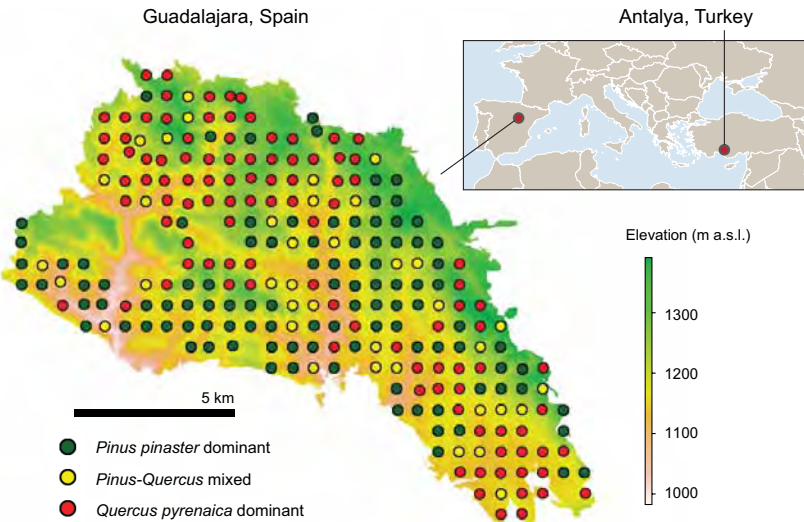 Guadalajara, Spain
Antalya, Turkey
Elevation (m a.s.l.)
1300
1200
1100
1000
5 km
Pinus pinaster dominant
Pinus-Quercus mixed
Quercus pyrenaica dominant